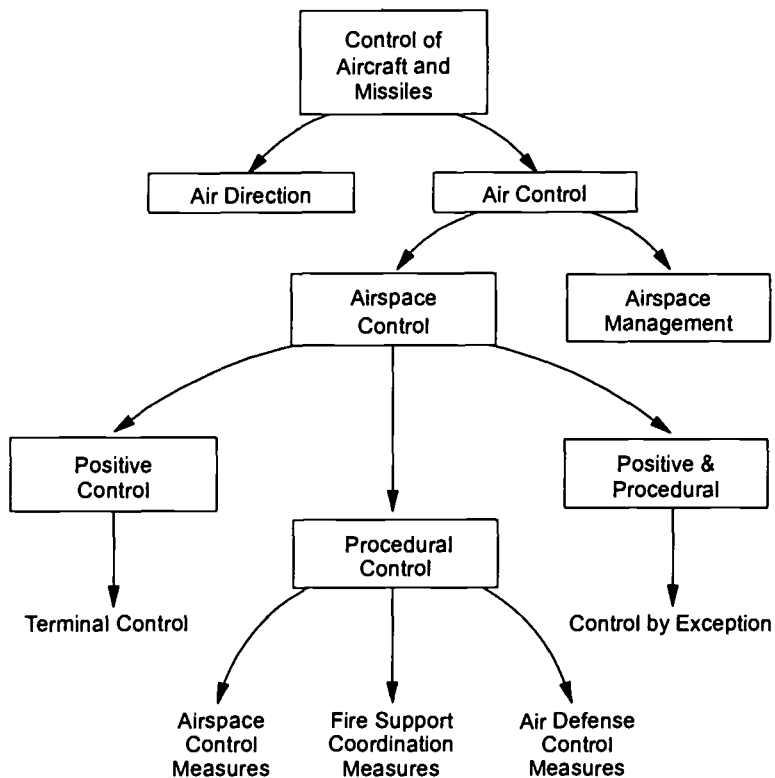 Control of
Aircraft and
Missiles
Air Direction
Air Control
Airspace
Control
Airspace
Management
Positive
Control
Positive &
Procedural
Procedural
Control
Terminal Control
Control by Exception
Airspace
Control
Measures
Fire Support
Coordination
Measures
Air Defense
Control
Measures